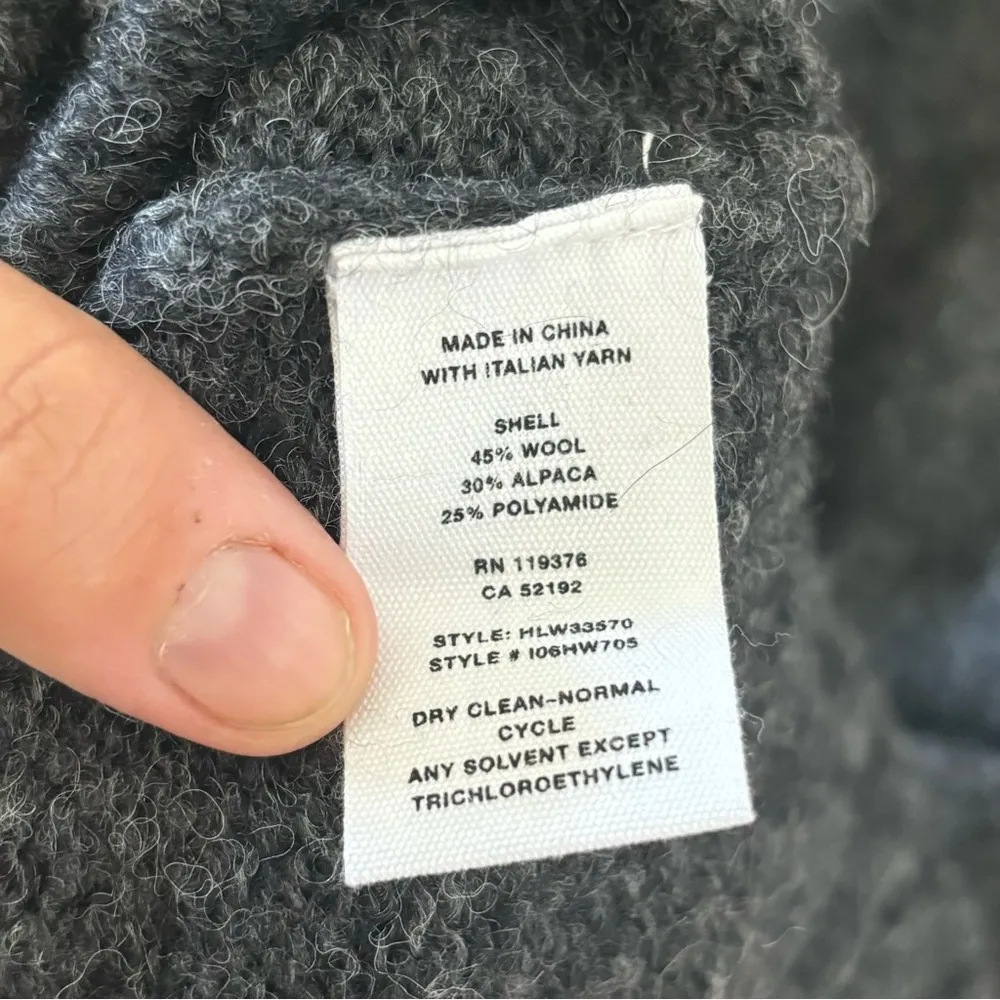 MADE IN CHINA
WITH ITALIAN YARN
SHELL
45% WOOL
30% ALPACA
25% POLYAMIDE
RN 119376
CA 52192
STYLE: HLW33570
STYLE # I06HW705
DRY CLEAN-NORMAL
CYCLE
ANY SOLVENT EXCEPT
TRICHLOROETHYLENE